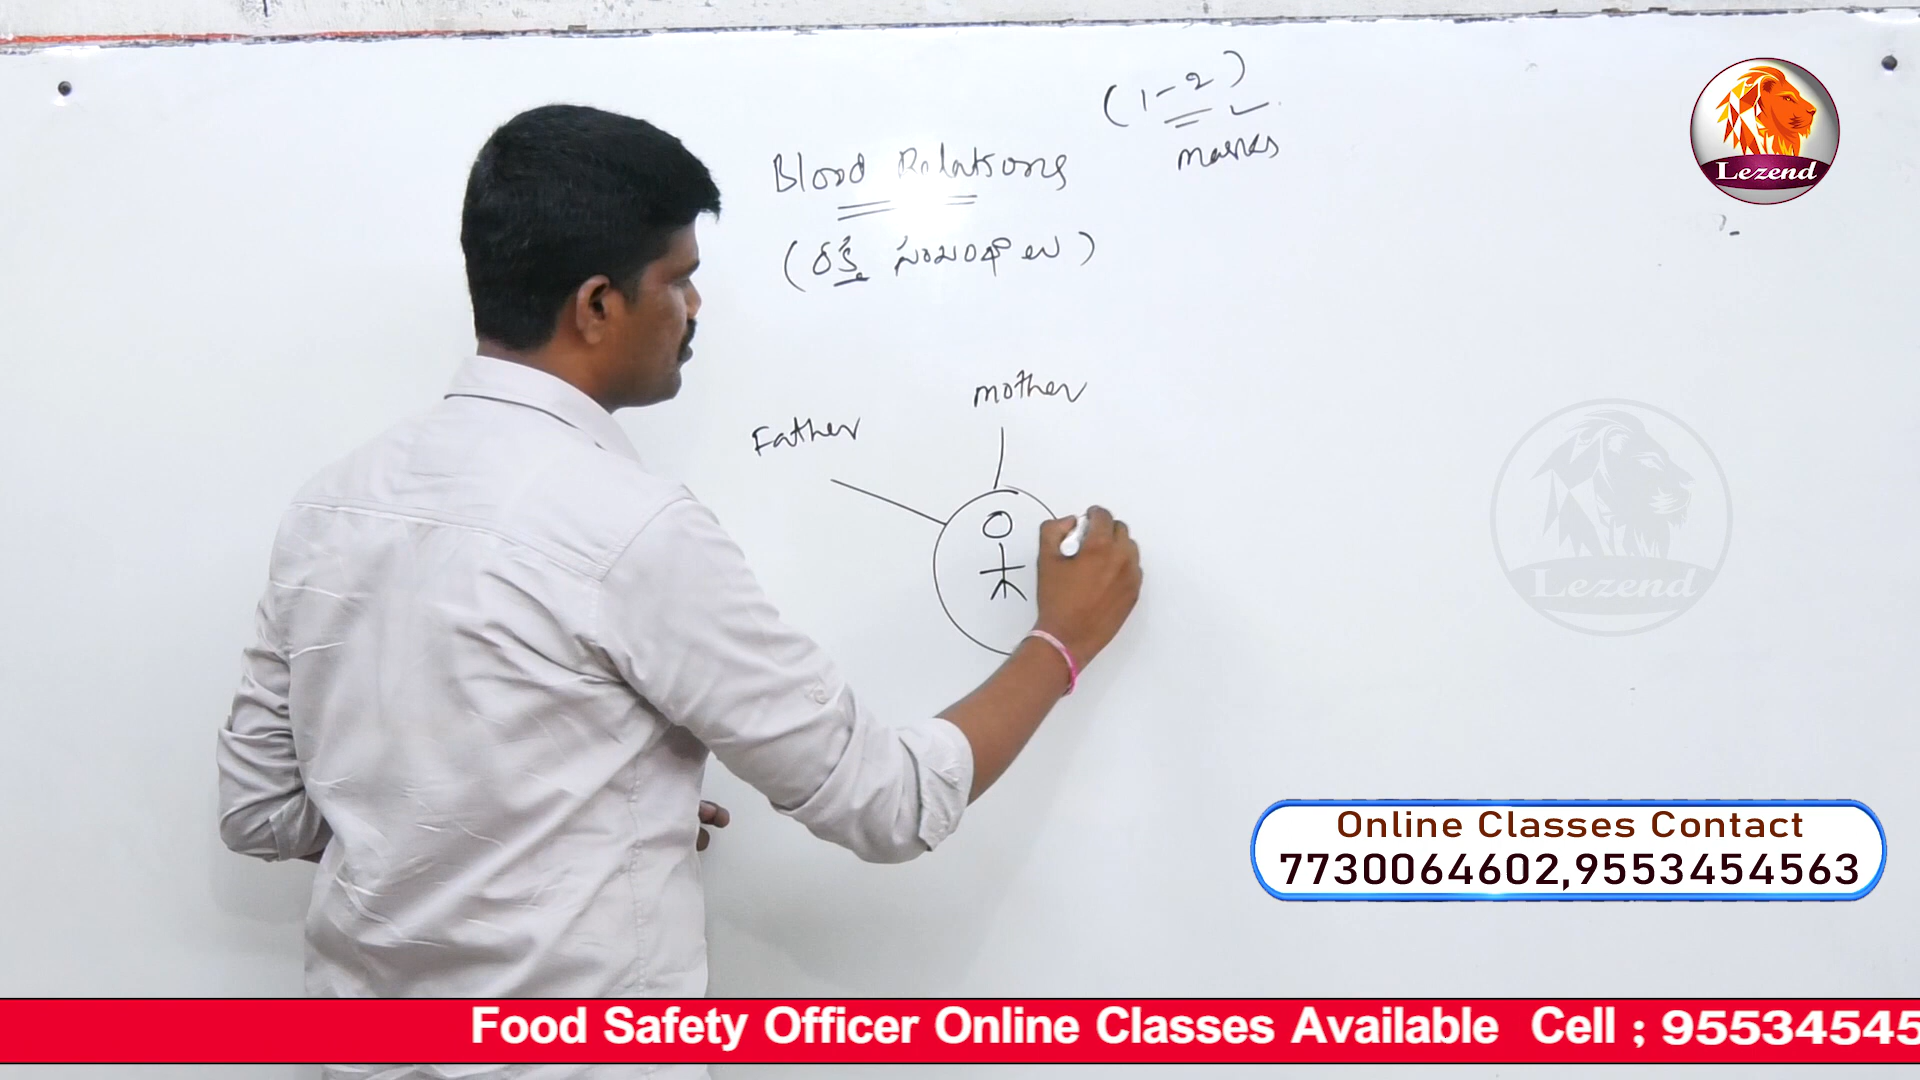 (1-2)
marks
Blood Relations
(రక్త సంబంధాలు)
mother
Father
Lezend
Lezend
Online Classes Contact
7730064602,9553454563
Food Safety Officer Online Classes Available Cell ; 95534545